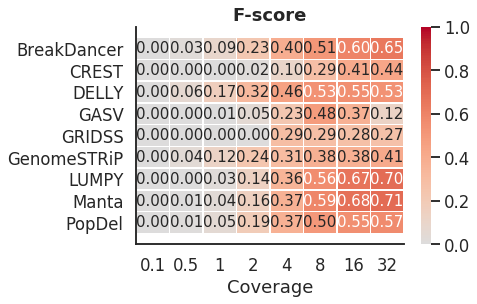 F-score
BreakDancer 0.00 0.03 0.09 0.23 0.40 0.51 0.60 0.65
CREST 0.00 0.00 0.00 0.02 0.10 0.29 0.41 0.44
DELLY 0.00 0.06 0.17 0.32 0.46 0.53 0.55 0.53
GASV 0.00 0.00 0.01 0.05 0.23 0.48 0.37 0.12
GRIDSS 0.00 0.00 0.00 0.00 0.29 0.29 0.28 0.27
GenomeSTRiP 0.00 0.04 0.12 0.24 0.31 0.38 0.38 0.41
LUMPY 0.00 0.00 0.03 0.14 0.36 0.56 0.67 0.70
Manta 0.00 0.01 0.04 0.16 0.37 0.59 0.68 0.71
PopDel 0.00 0.01 0.05 0.19 0.37 0.50 0.55 0.57
0.1 0.5 1 2 4 8 16 32
Coverage
1.0
0.8
0.6
0.4
0.2
0.0